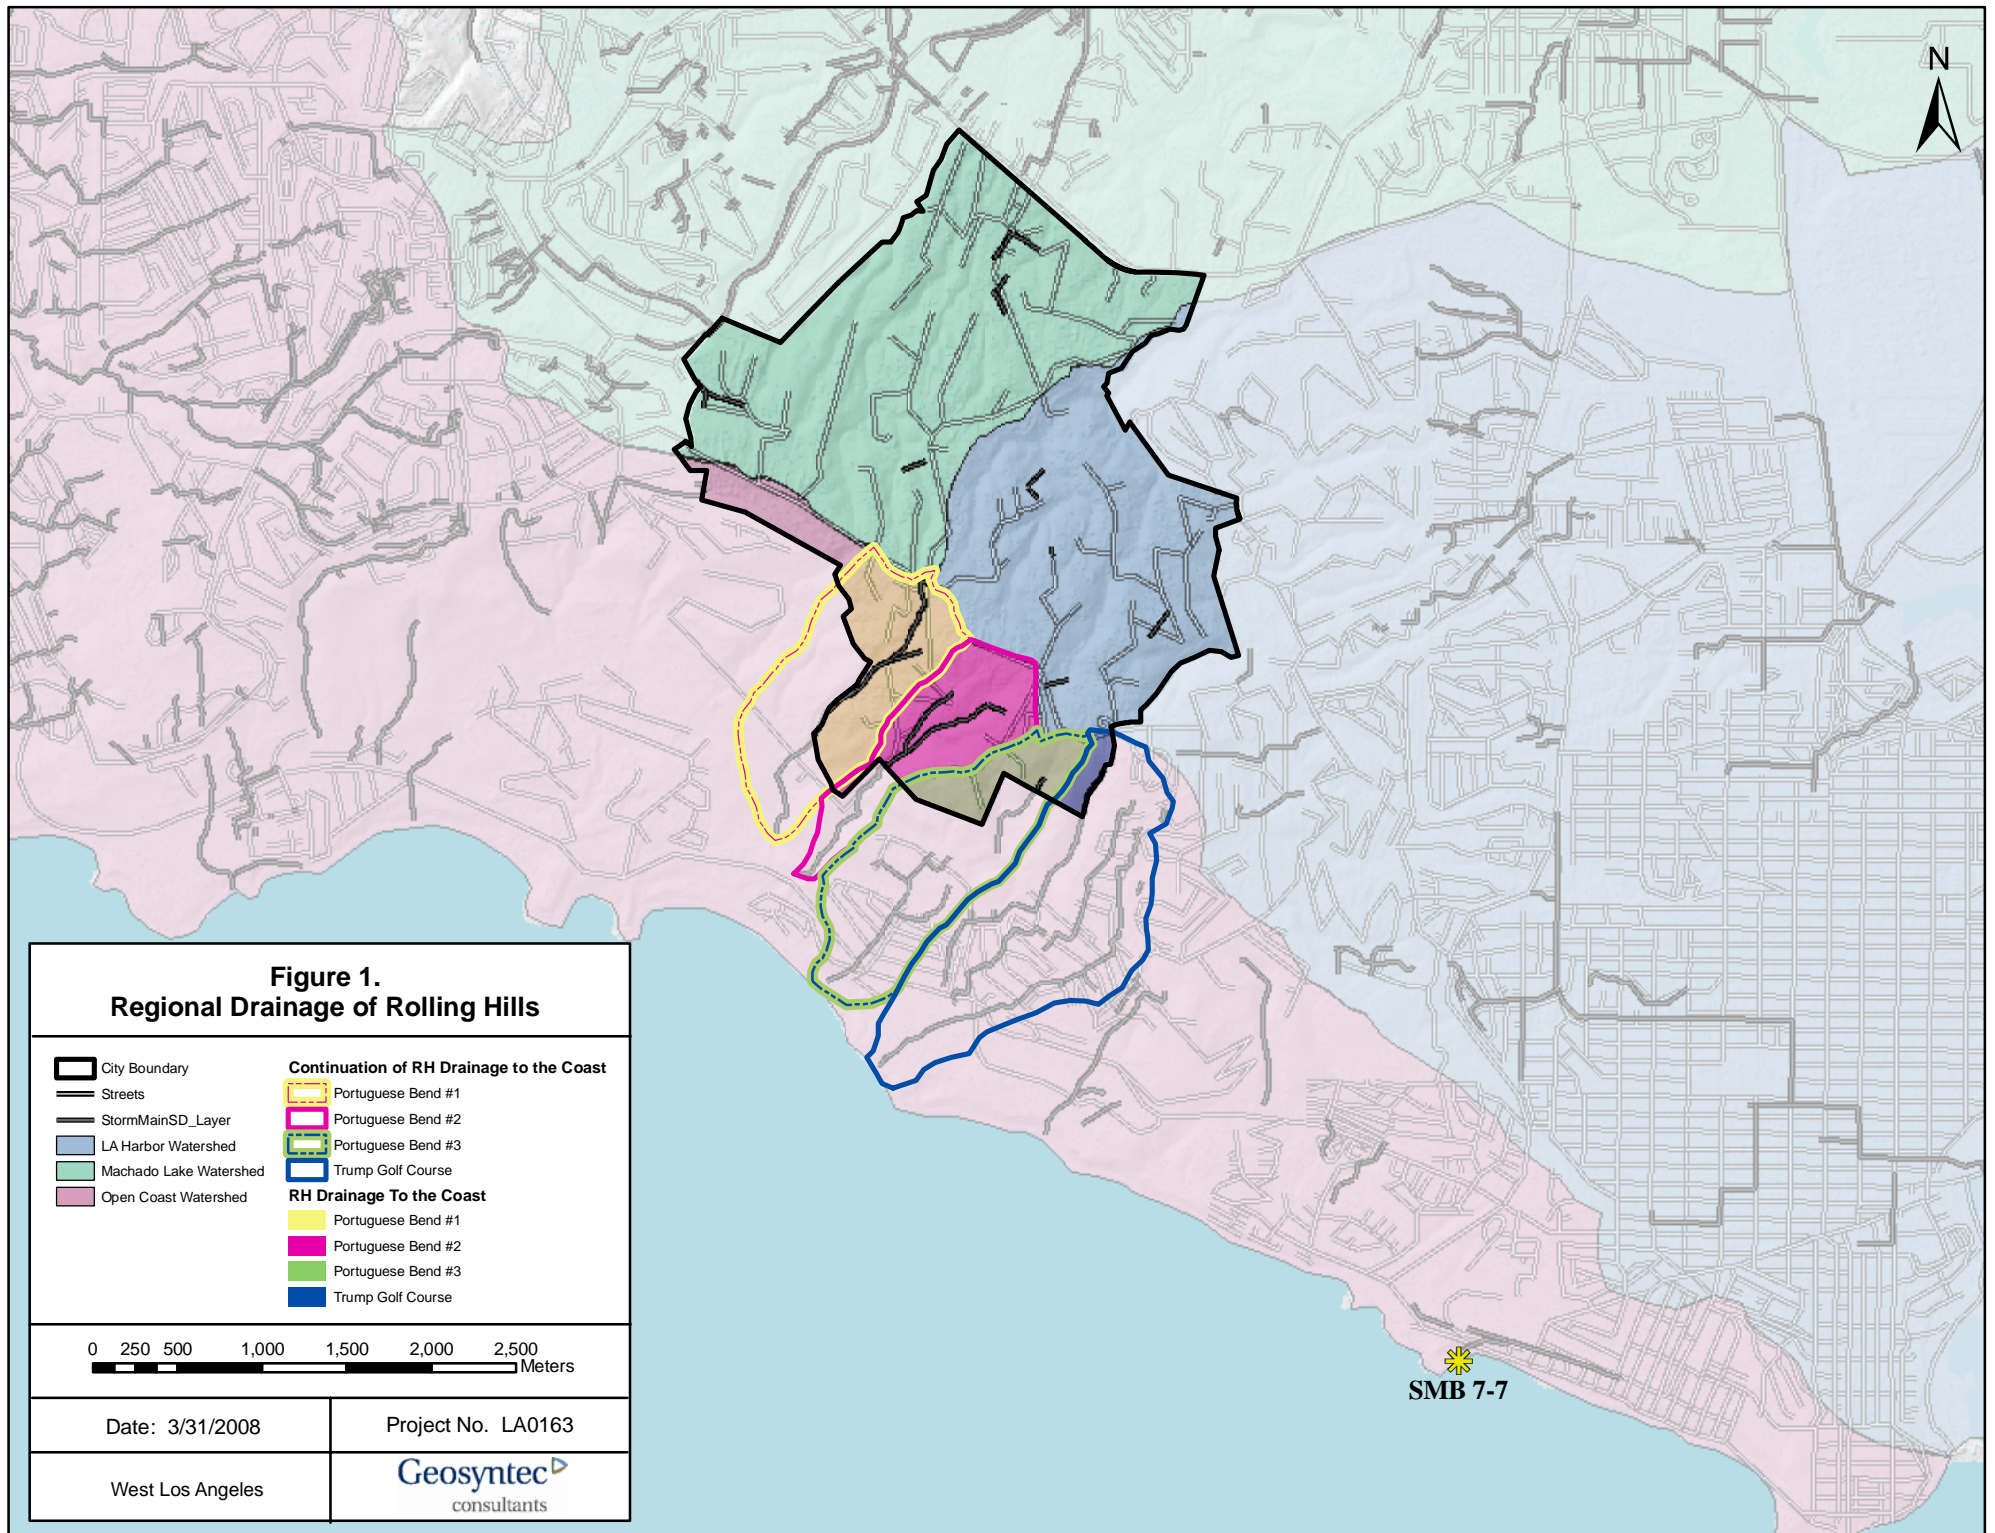 N
SMB 7-7
Figure 1.
Regional Drainage of Rolling Hills
City Boundary
Streets
StormMainSD_Layer
LA Harbor Watershed
Machado Lake Watershed
Open Coast Watershed
Continuation of RH Drainage to the Coast
Portuguese Bend #1
Portuguese Bend #2
Portuguese Bend #3
Trump Golf Course
RH Drainage To the Coast
Portuguese Bend #1
Portuguese Bend #2
Portuguese Bend #3
Trump Golf Course
0 250 500 1,000 1,500 2,000 2,500
Meters
Date: 3/31/2008
Project No. LA0163
West Los Angeles
Geosyntec
consultants